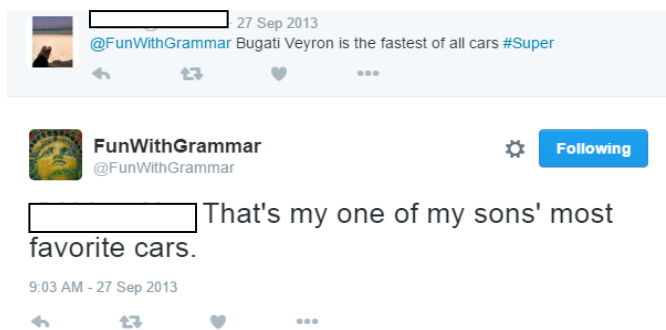 27 Sep 2013
@FunWithGrammar Bugati Veyron is the fastest of all cars #Super
FunWithGrammar
@FunWithGrammar
Following
That's my one of my sons' most
favorite cars.
9:03 AM - 27 Sep 2013